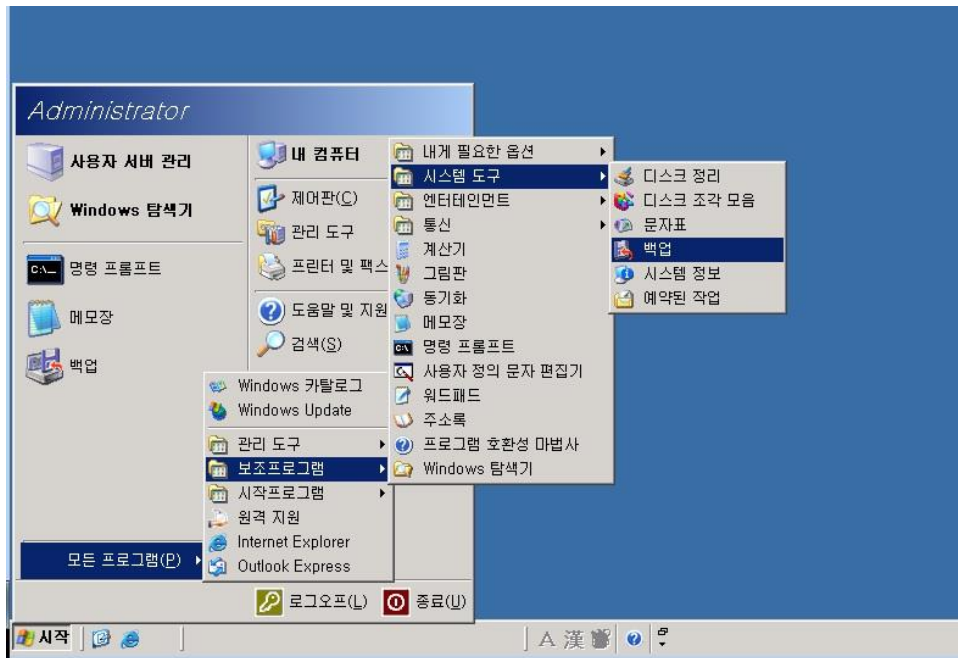 Administrator
사용자 서버 관리
Windows 탐색기
명령 프롬프트
메모장
백업
모든 프로그램(P)
내 컴퓨터
제어판(C)
관리 도구
프린터 및 팩스
도움말 및 지원
검색(S)
Windows 카탈로그
Windows Update
관리 도구
보조프로그램
시작프로그램
원격 지원
Internet Explorer
Outlook Express
내게 필요한 옵션
시스템 도구
엔터테인먼트
통신
계산기
그림판
동기화
메모장
명령 프롬프트
사용자 정의 문자 편집기
워드패드
주소록
프로그램 호환성 마법사
Windows 탐색기
디스크 정리
디스크 조각 모음
문자표
백업
시스템 정보
예약된 작업
로그오프(L)
종료(U)
시작
A 漢